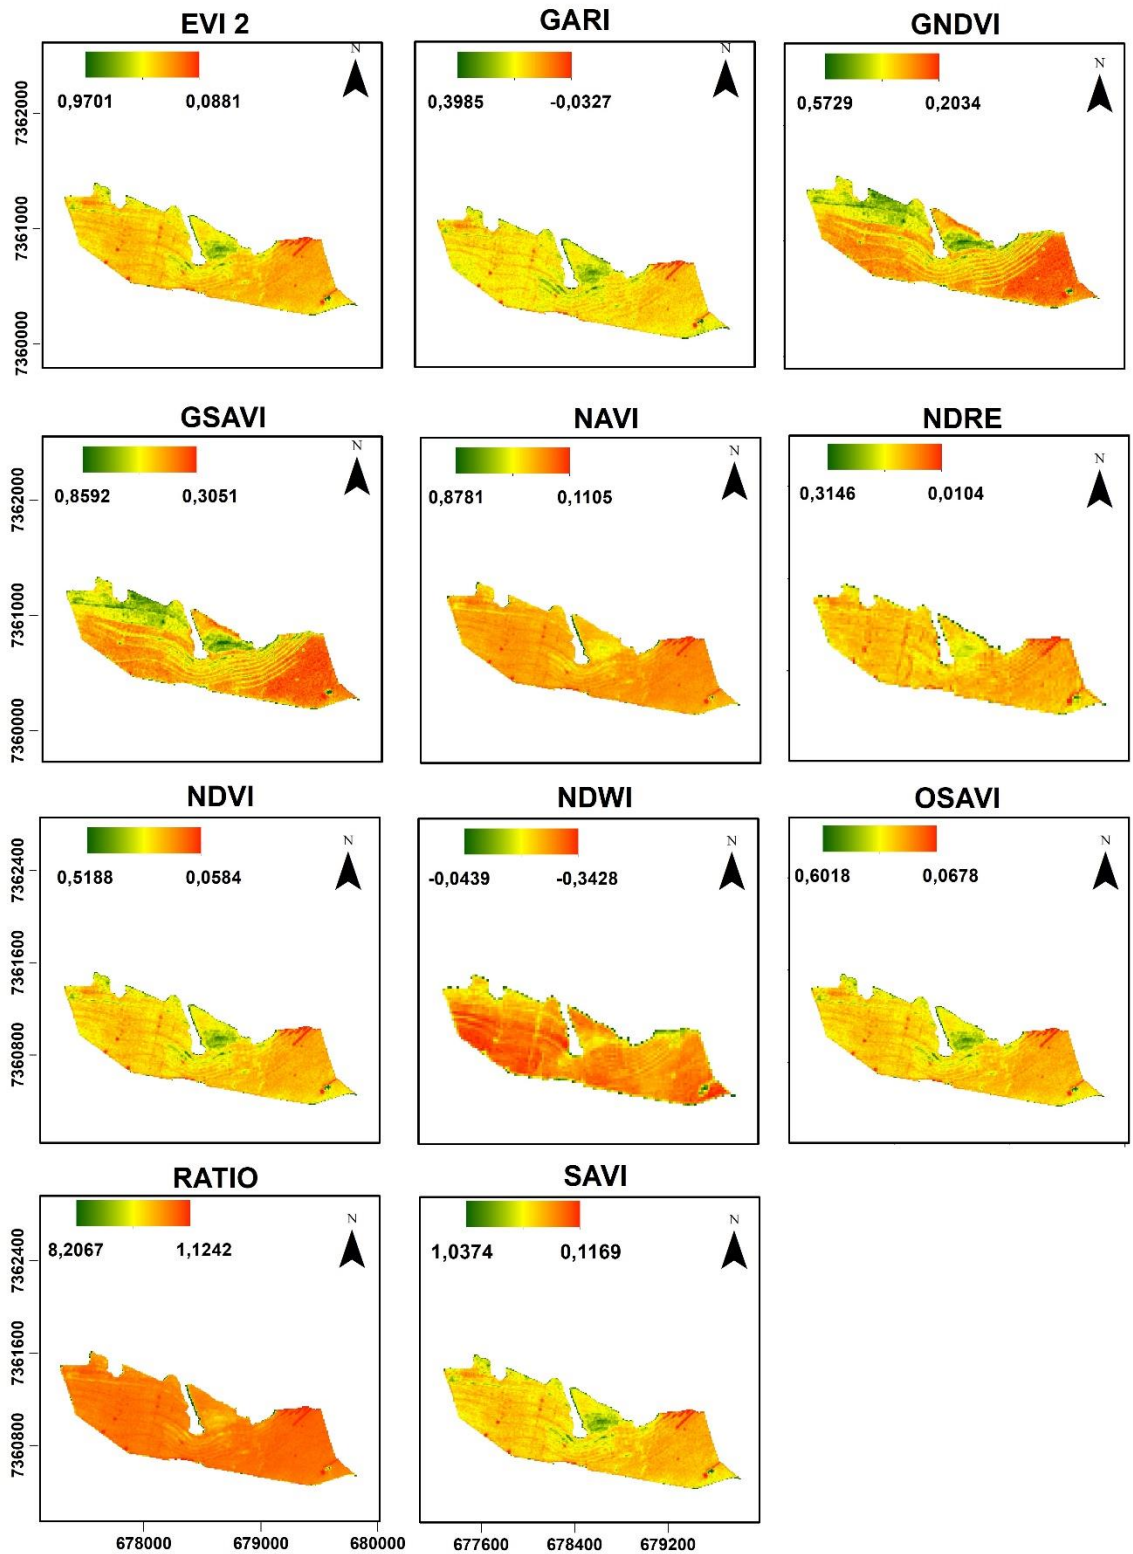 EVI 2
GARI
GNDVI
N
N
N
0,9701 0,0881
0,3985 -0,0327
0,5729 0,2034
7362000
7361000
7360000
GSAVI
NAVI
NDRE
N
N
N
0,8592 0,3051
0,8781 0,1105
0,3146 0,0104
7362000
7361000
7360000
NDVI
NDWI
OSAVI
N
N
N
0,5188 0,0584
-0,0439 -0,3428
0,6018 0,0678
7362400
7361600
7360800
RATIO
SAVI
N
N
8,2067 1,1242
1,0374 0,1169
7362400
7361600
7360800
678000 679000 680000
677600 678400 679200